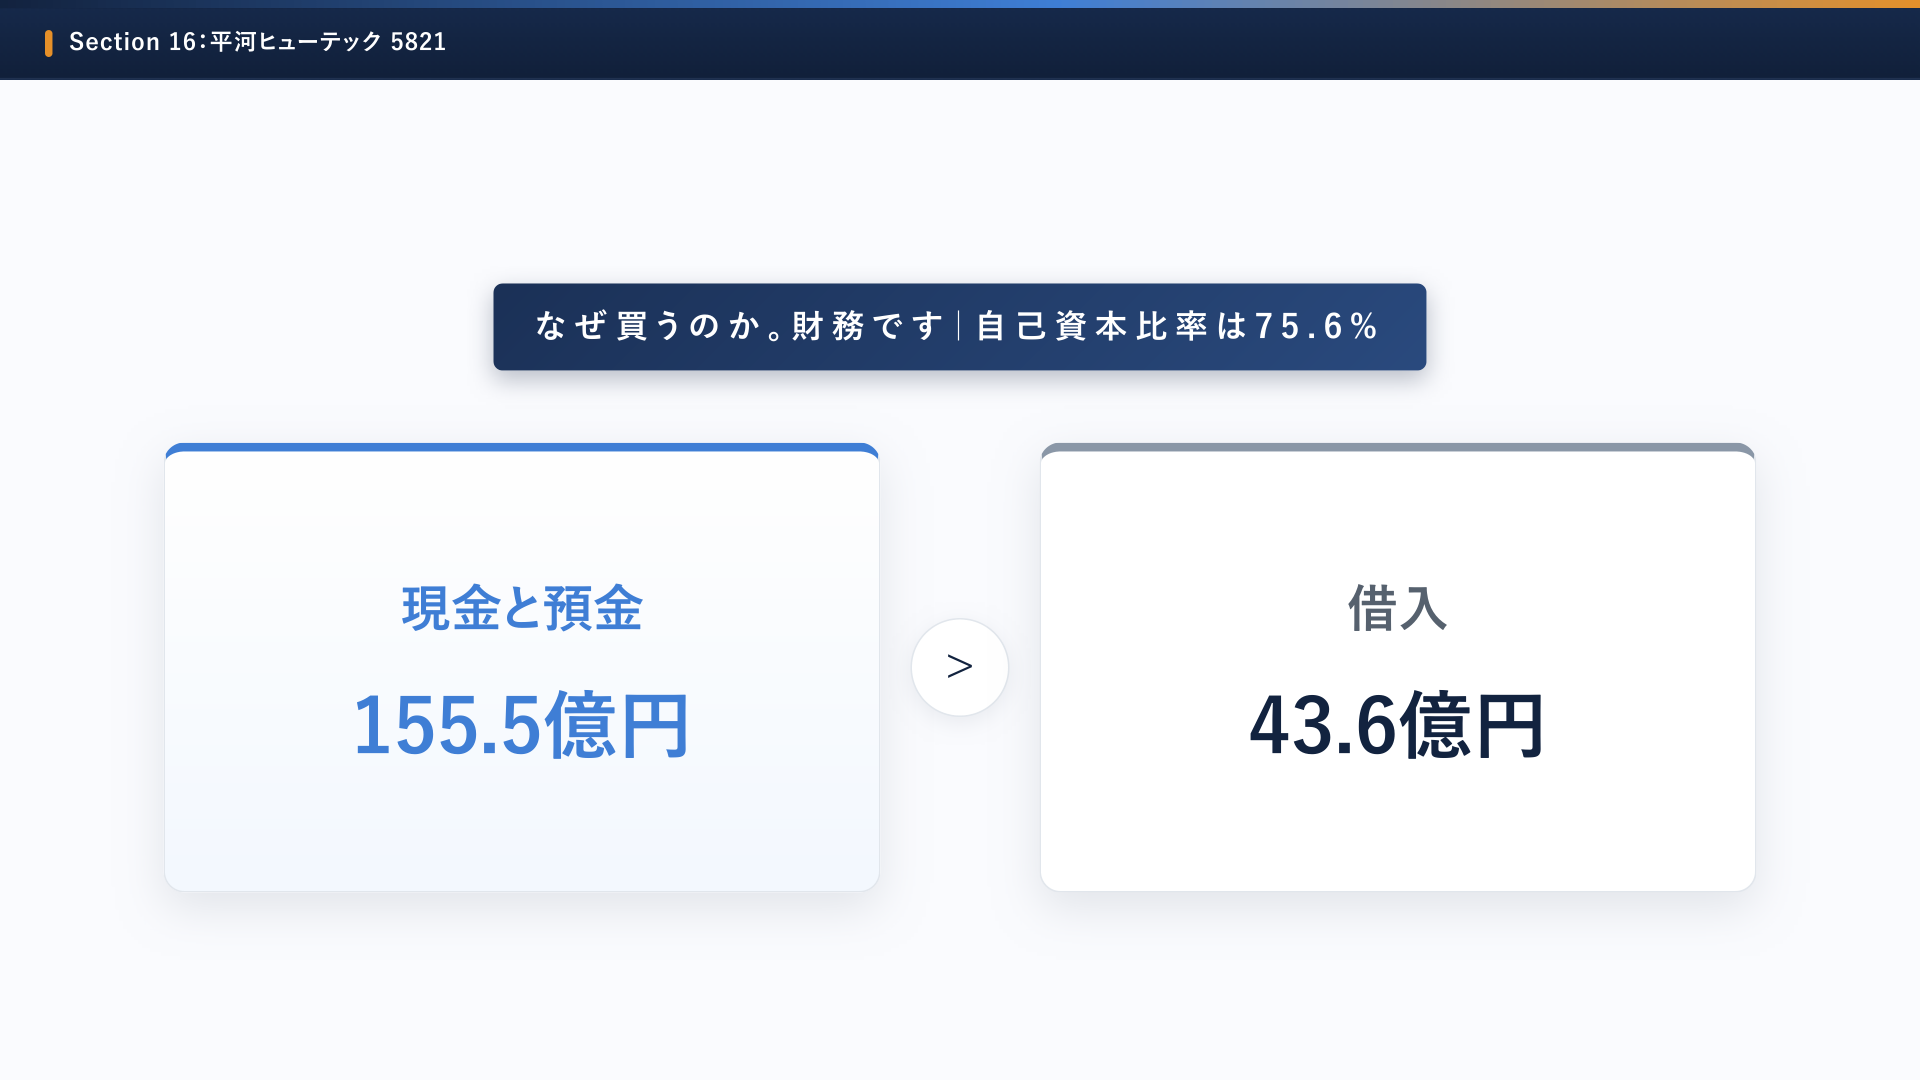 Section 16：平河ヒューテック 5821
なぜ買うのか。財務です｜自己資本比率は75.6%
現金と預金
155.5億円
>
借入
43.6億円